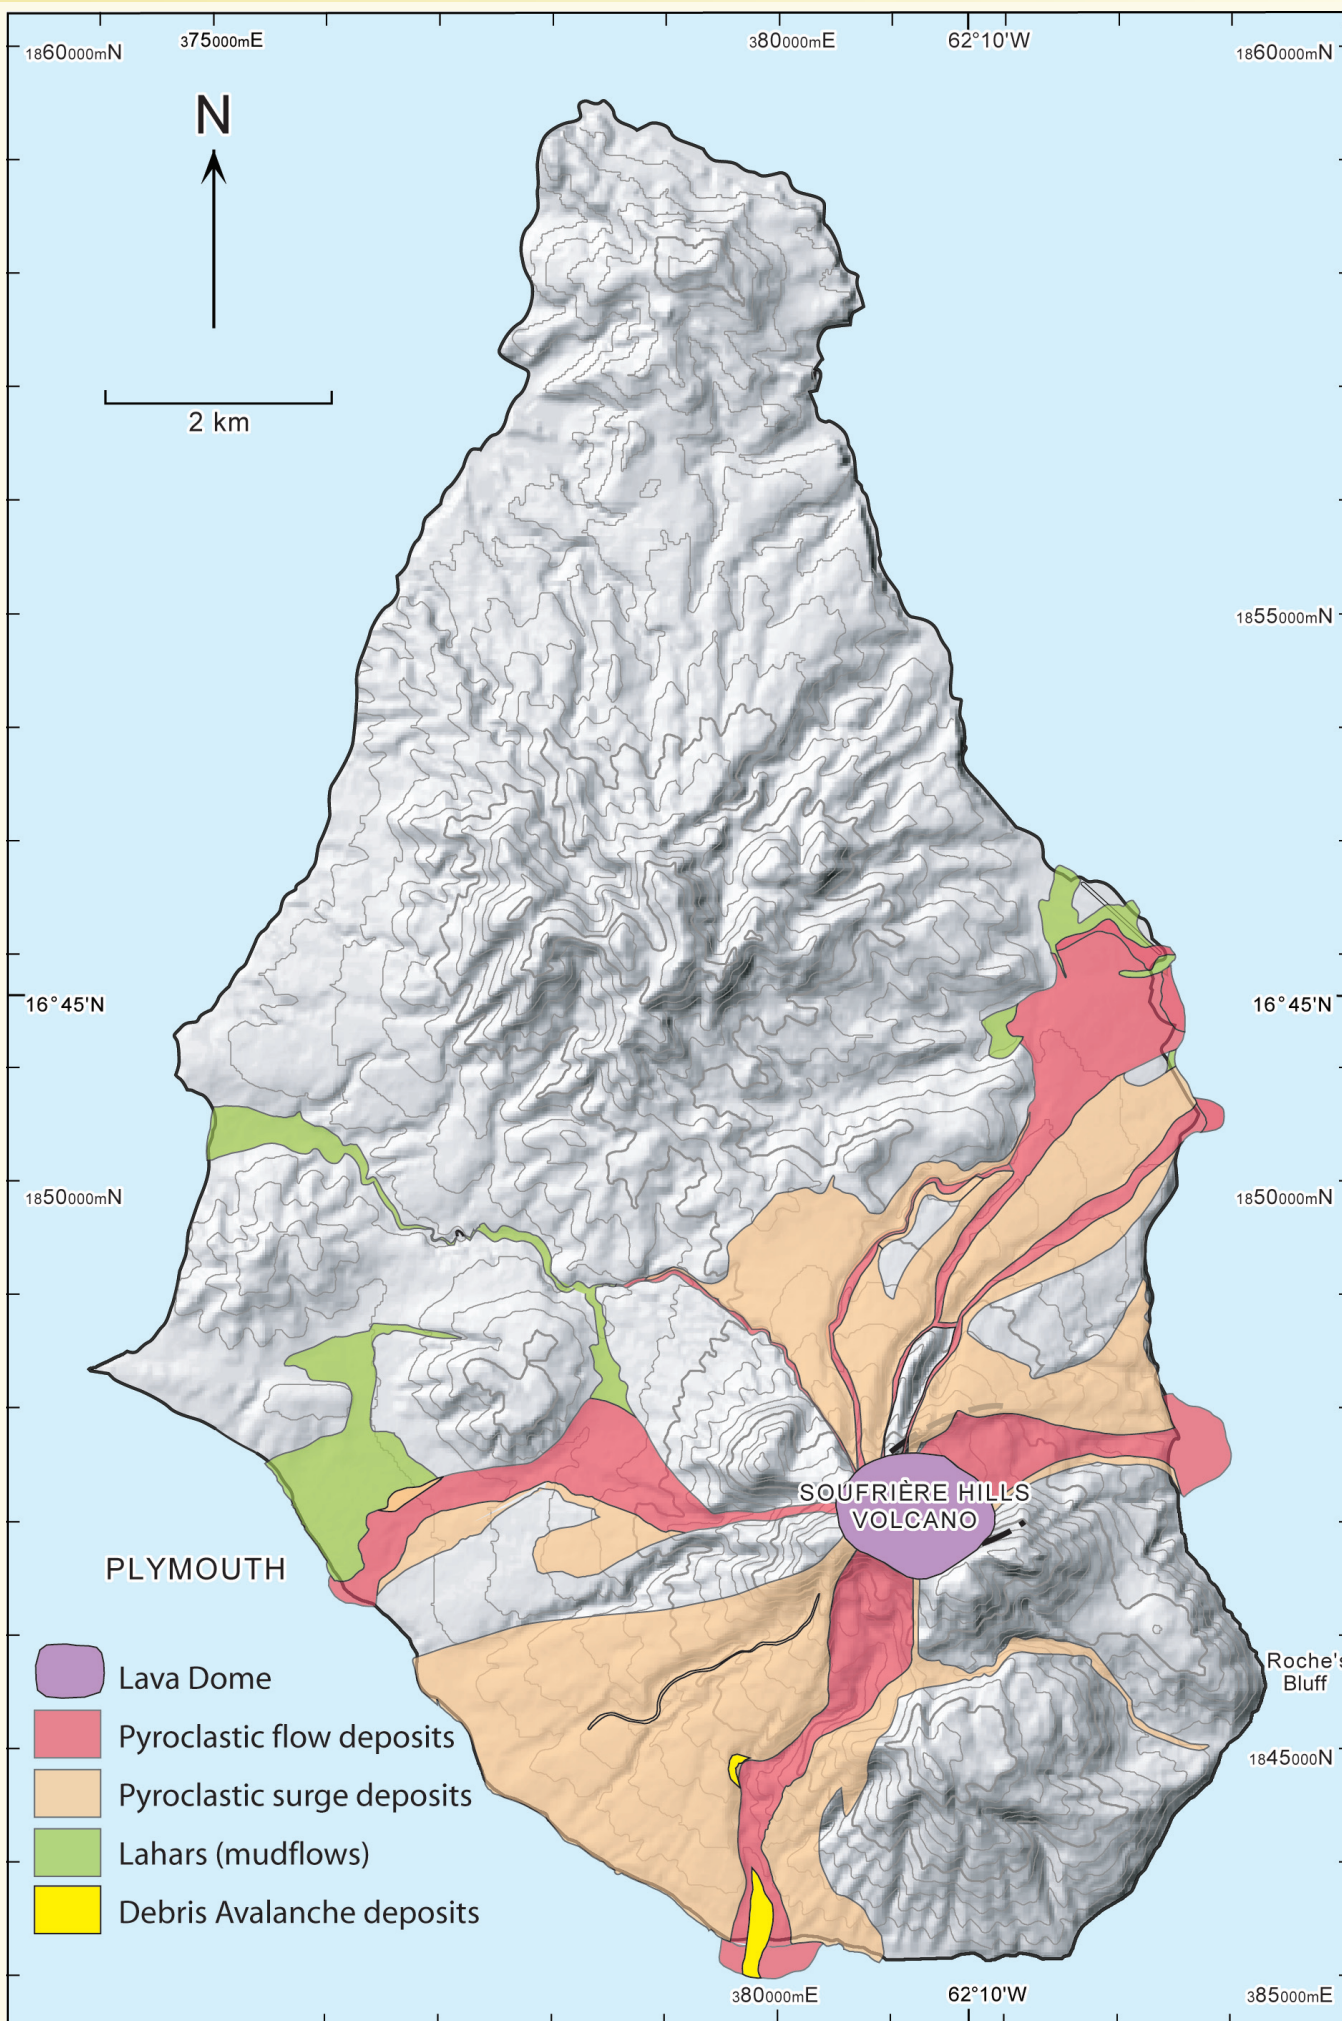 375000mE
380000mE
62°10'W
1860000mN
1860000mN
N
2 km
1855000mN
16°45'N
16°45'N
1850000mN
1850000mN
SOUFRIÈRE HILLS
VOLCANO
PLYMOUTH
Lava Dome
Roche's
Bluff
Pyroclastic flow deposits
1845000N
Pyroclastic surge deposits
Lahars (mudflows)
Debris Avalanche deposits
380000mE
62°10'W
385000mE